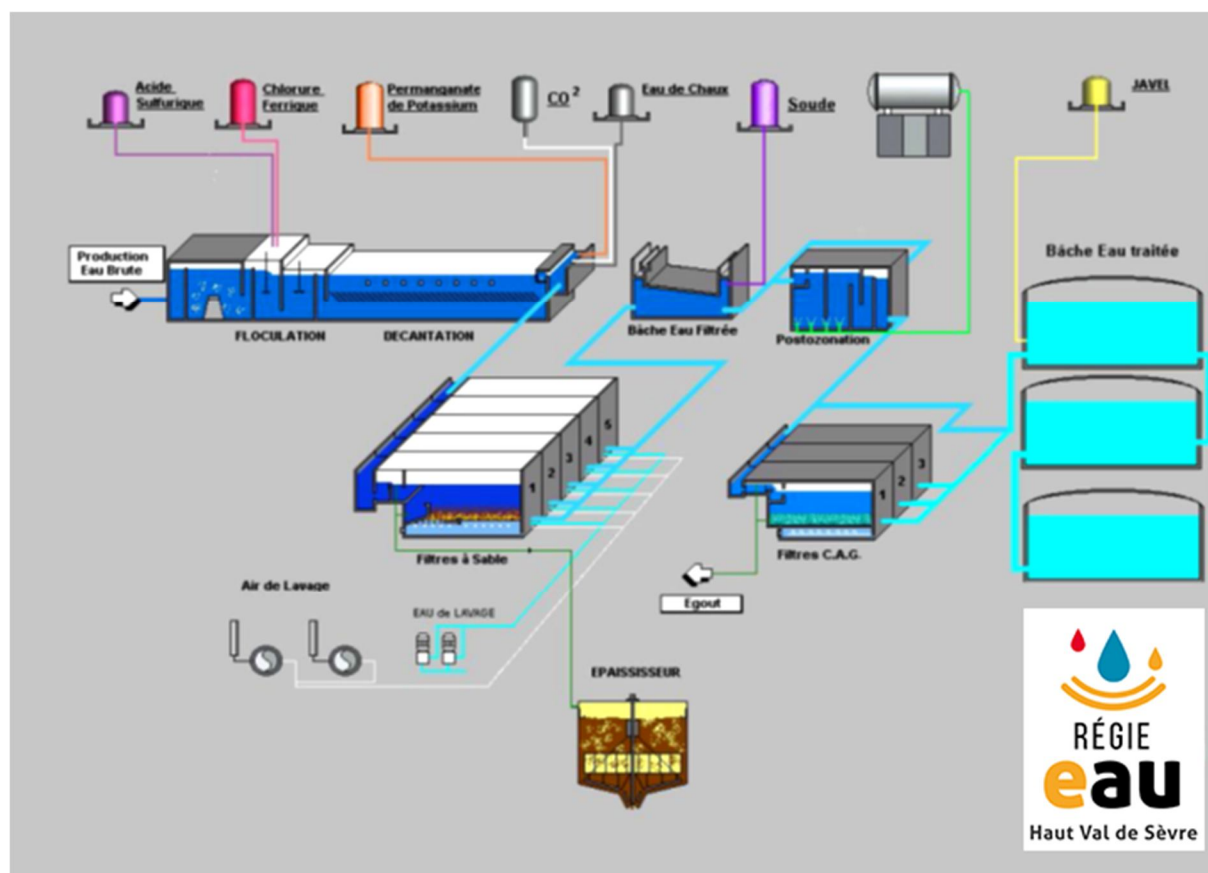 Acide
Sulfurique
Chlorure
Ferrique
Permanganate
de Potassium
CO²
Eau de Chaux
Soude
JAVEL
Production
Eau Brute
FLOCULATION
DECANTATION
Bâche Eau Filtrée
Postozonation
Bâche Eau traitée
1
2
3
4
5
Filtres à Sable
1
2
3
Filtres C.A.G.
Egout
Air de Lavage
EAU de LAVAGE
EPAISSISSEUR
RÉGIE
eau
Haut Val de Sèvre